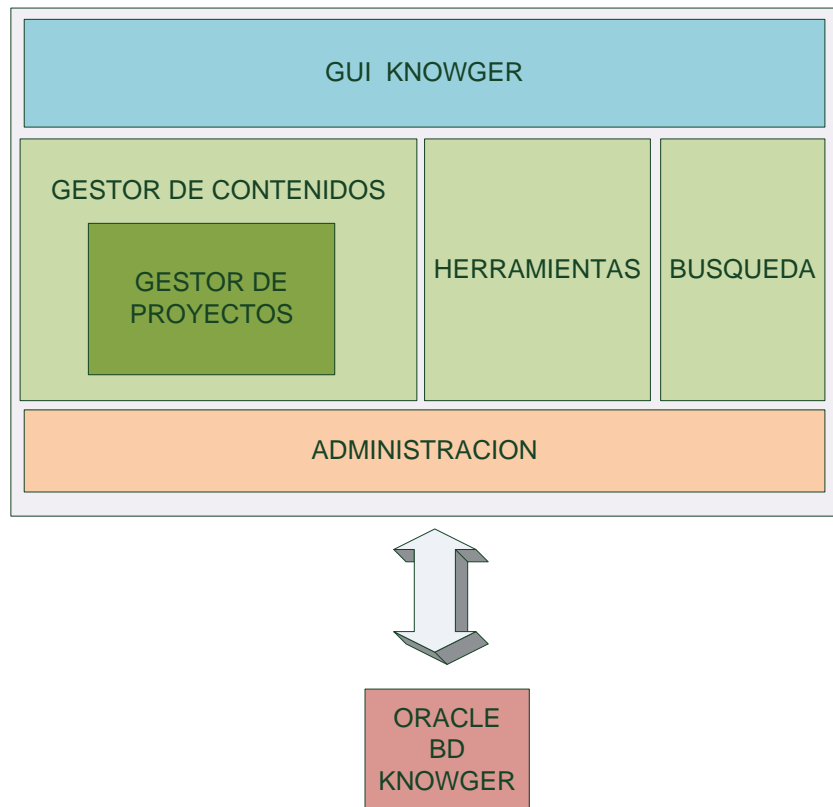 GUI KNOWGER
GESTOR DE CONTENIDOS
GESTOR DE
PROYECTOS
HERRAMIENTAS
BUSQUEDA
ADMINISTRACION
ORACLE
BD
KNOWGER